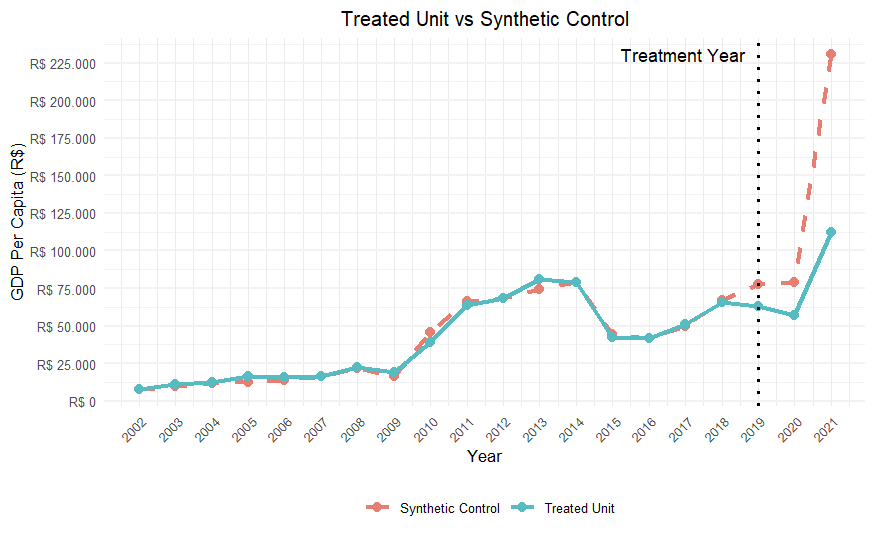 Treated Unit vs Synthetic Control
Treatment Year
GDP Per Capita (R$)
R$ 225.000
R$ 200.000
R$ 175.000
R$ 150.000
R$ 125.000
R$ 100.000
R$ 75.000
R$ 50.000
R$ 25.000
R$ 0
2002 2003 2004 2005 2006 2007 2008 2009 2010 2011 2012 2013 2014 2015 2016 2017 2018 2019 2020 2021
Year
Synthetic Control Treated Unit